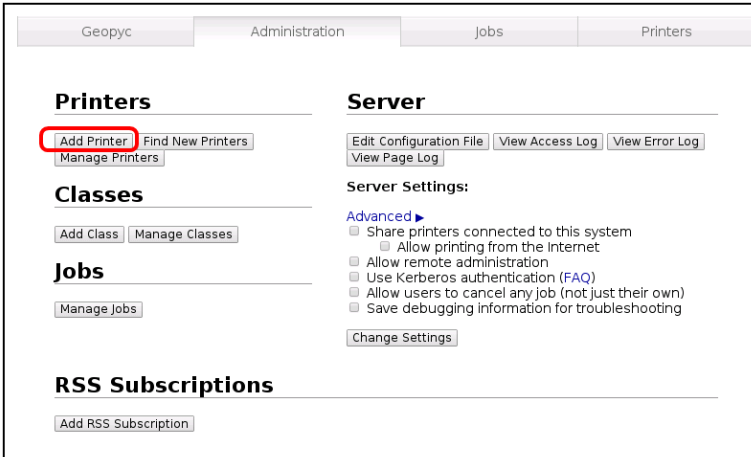 Geopyc Administration Jobs Printers
Printers
Add Printer Find New Printers
Manage Printers
Classes
Add Class Manage Classes
Jobs
Manage Jobs
Server
Edit Configuration File View Access Log View Error Log
View Page Log
Server Settings:
Advanced ▶
Share printers connected to this system
Allow printing from the Internet
Allow remote administration
Use Kerberos authentication (FAQ)
Allow users to cancel any job (not just their own)
Save debugging information for troubleshooting
Change Settings
RSS Subscriptions
Add RSS Subscription